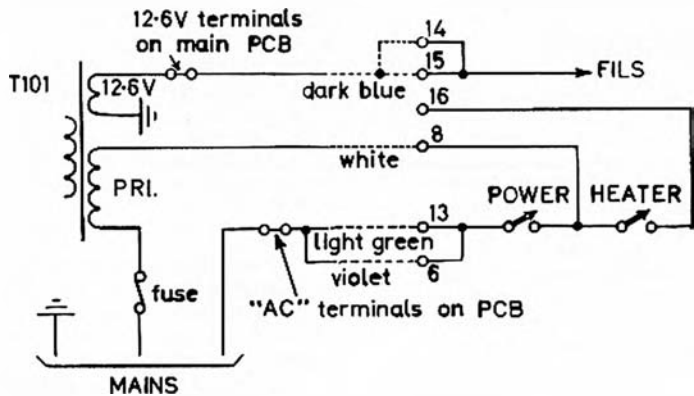 12·6V terminals
on main PCB
14
15
T101
12·6V
FILS
dark blue
16
8
white
PRI.
POWER
HEATER
13
light green
violet
6
fuse
"AC" terminals on PCB
MAINS